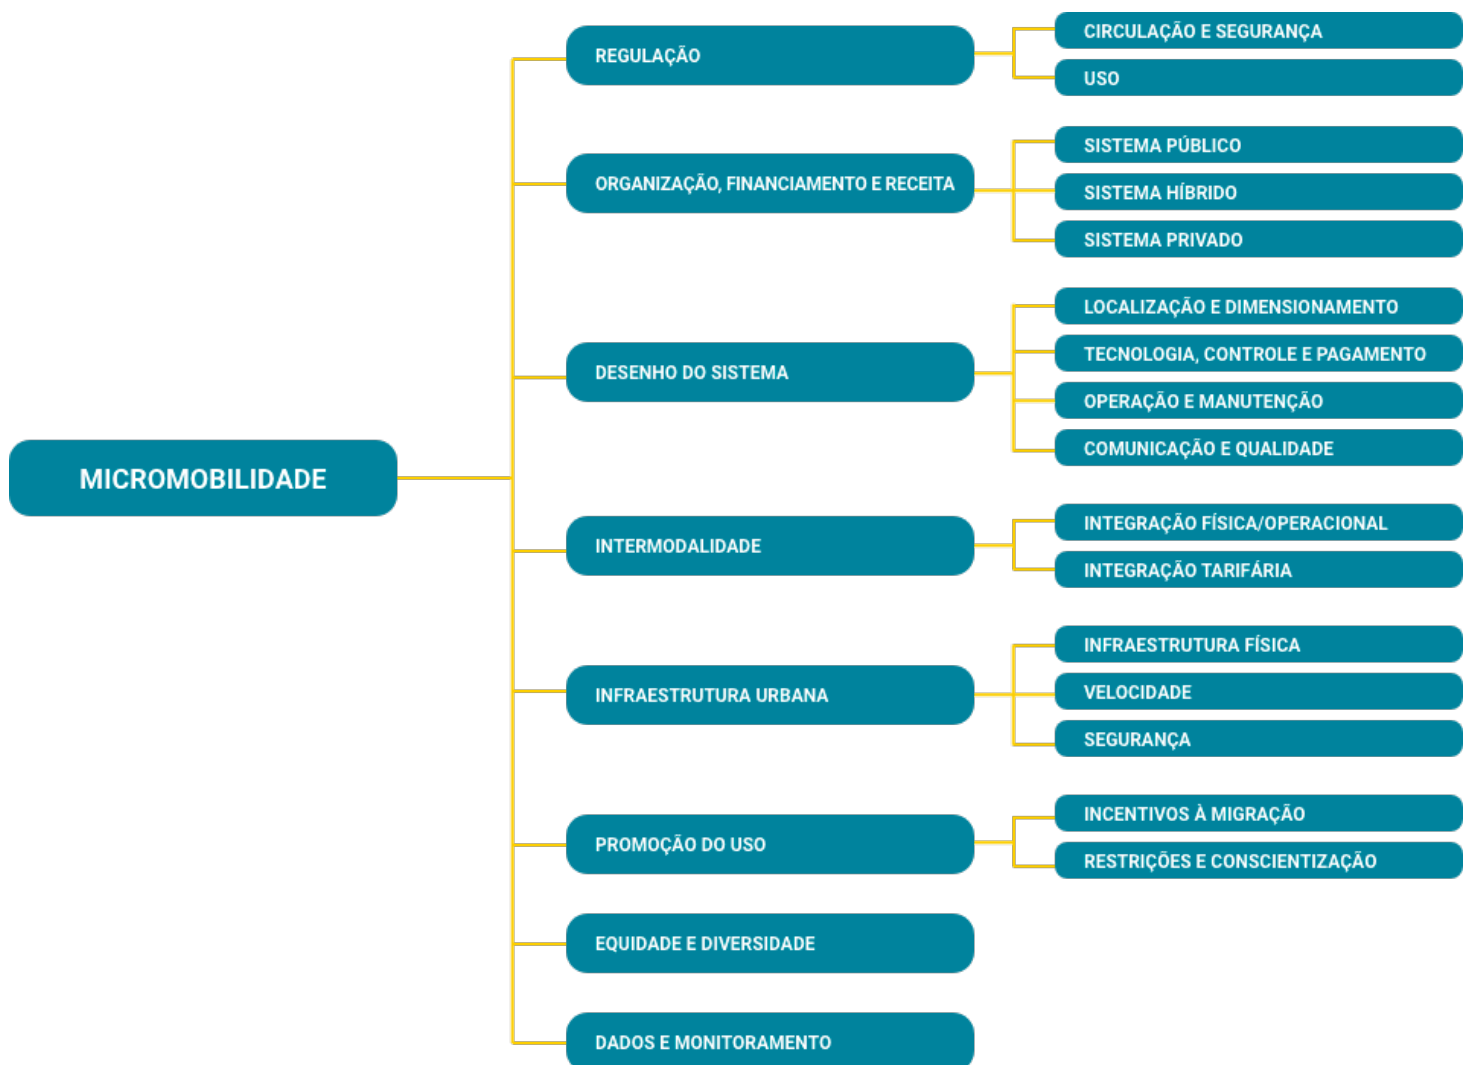 MICROMOBILIDADE
REGULAÇÃO
CIRCULAÇÃO E SEGURANÇA
USO
ORGANIZAÇÃO, FINANCIAMENTO E RECEITA
SISTEMA PÚBLICO
SISTEMA HÍBRIDO
SISTEMA PRIVADO
DESENHO DO SISTEMA
LOCALIZAÇÃO E DIMENSIONAMENTO
TECNOLOGIA, CONTROLE E PAGAMENTO
OPERAÇÃO E MANUTENÇÃO
COMUNICAÇÃO E QUALIDADE
INTERMODALIDADE
INTEGRAÇÃO FÍSICA/OPERACIONAL
INTEGRAÇÃO TARIFÁRIA
INFRAESTRUTURA URBANA
INFRAESTRUTURA FÍSICA
VELOCIDADE
SEGURANÇA
PROMOÇÃO DO USO
INCENTIVOS À MIGRAÇÃO
RESTRIÇÕES E CONSCIENTIZAÇÃO
EQUIDADE E DIVERSIDADE
DADOS E MONITORAMENTO